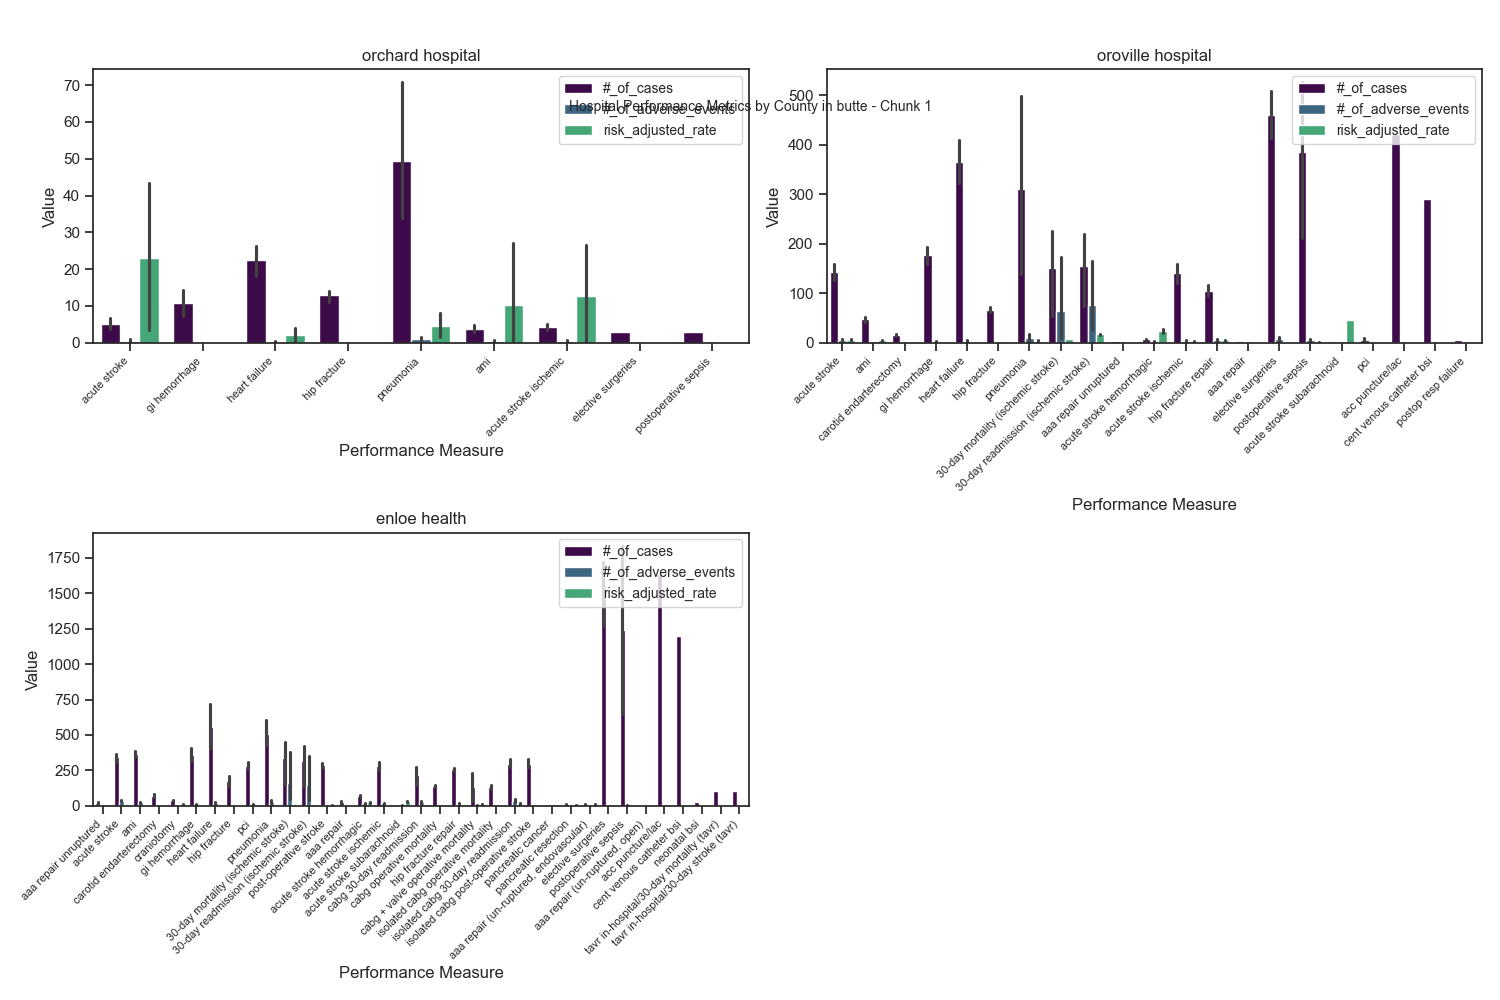 orchard hospital
#_of_cases
#_of_adverse_events
risk_adjusted_rate
Hospital Performance Metrics by County in butte - Chunk 1
70
60
50
40
30
20
10
0
Value
acute stroke
gi hemorrhage
heart failure
hip fracture
pneumonia
ami
acute stroke ischemic
elective surgeries
postoperative sepsis
Performance Measure
oroville hospital
#_of_cases
#_of_adverse_events
risk_adjusted_rate
500
400
300
200
100
0
Value
acute stroke
ami
carotid endarterectomy
gi hemorrhage
heart failure
hip fracture
pneumonia
30-day mortality (ischemic stroke)
30-day readmission (ischemic stroke)
aaa repair unruptured
acute stroke hemorrhagic
acute stroke ischemic
hip fracture repair
aaa repair
elective surgeries
postoperative sepsis
acute stroke subarachnoid
pci
acc puncture/lac
cent venous catheter bsi
postop resp failure
Performance Measure
enloe health
#_of_cases
#_of_adverse_events
risk_adjusted_rate
1750
1500
1250
1000
750
500
250
0
Value
aaa repair unruptured
acute stroke
ami
carotid endarterectomy
craniotomy
gi hemorrhage
heart failure
hip fracture
pci
pneumonia
30-day mortality (ischemic stroke)
30-day readmission (ischemic stroke)
post-operative stroke
aaa repair
acute stroke hemorrhagic
acute stroke ischemic
acute stroke subarachnoid
cabg 30-day readmission
cabg operative mortality
hip fracture repair
cabg + valve operative mortality
isolated cabg operative mortality
isolated cabg 30-day readmission
isolated cabg post-operative stroke
pancreatic cancer
pancreatic resection
aaa repair (un-ruptured, endovascular)
elective surgeries
postoperative sepsis
aaa repair (un-ruptured, open)
acc puncture/lac
cent venous catheter bsi
neonatal bsi
tavr in-hospital/30-day mortality (tavr)
tavr in-hospital/30-day stroke (tavr)
Performance Measure